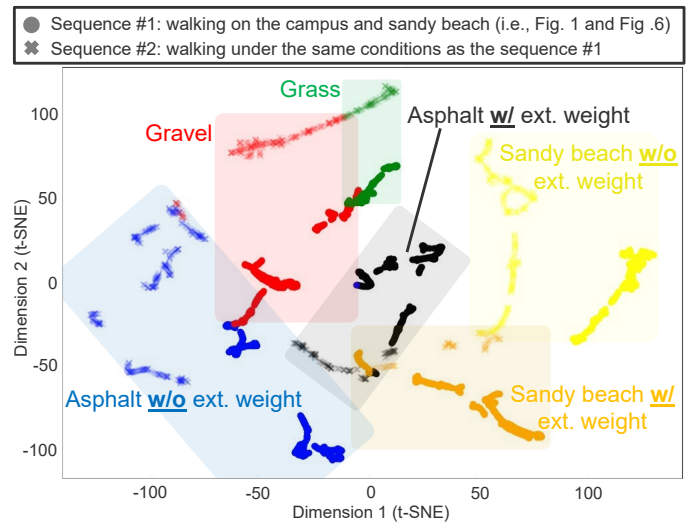 Sequence #1: walking on the campus and sandy beach (i.e., Fig. 1 and Fig .6)
Sequence #2: walking under the same conditions as the sequence #1
Grass
Gravel
Asphalt w/ ext. weight
Sandy beach w/o
ext. weight
Asphalt w/o ext. weight
Sandy beach w/
ext. weight
Dimension 2 (t-SNE)
100
50
0
-50
-100
-100
-50
0
50
100
Dimension 1 (t-SNE)